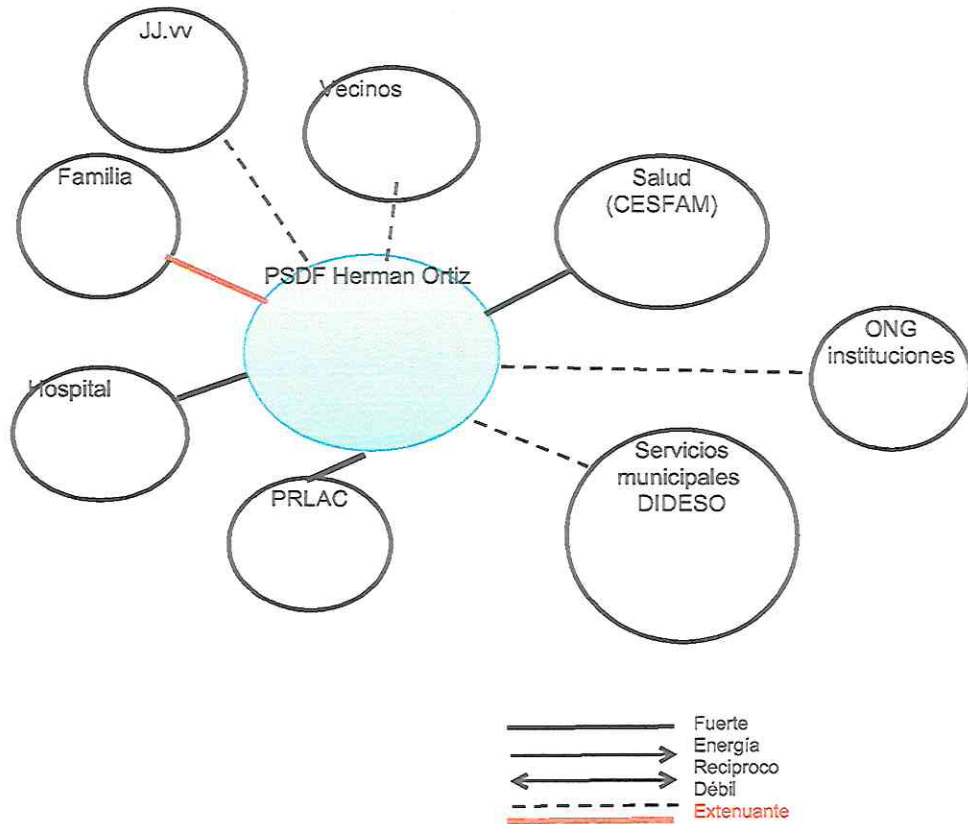 JJ.vv
Vecinos
Familia
Salud
(CESFAM)
PSDF Herman Ortiz
ONG
instituciones
Hospital
Servicios
municipales
DIDESO
PRLAC
Fuerte
Energía
Reciproco
Débil
Extenuante